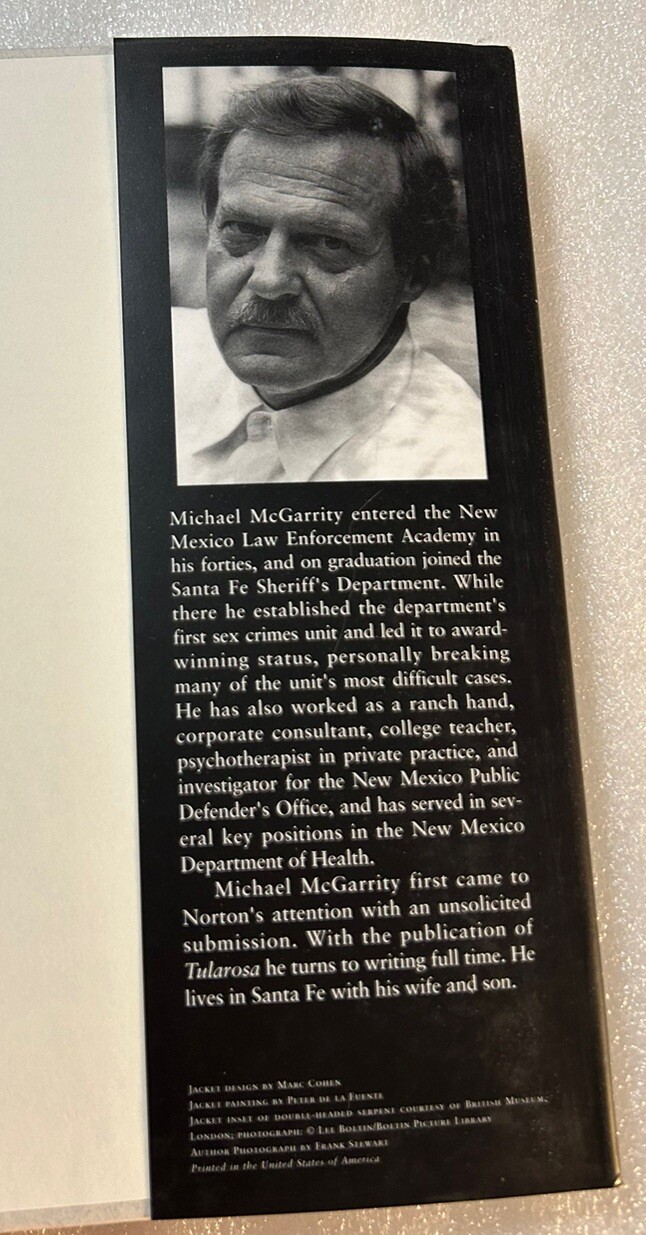 Michael McGarrity entered the New
Mexico Law Enforcement Academy in
his forties, and on graduation joined the
Santa Fe Sheriff's Department. While
there he established the department's
first sex crimes unit and led it to award-
winning status, personally breaking
many of the unit's most difficult cases.
He has also worked as a ranch hand,
corporate consultant, college teacher,
psychotherapist in private practice, and
investigator for the New Mexico Public
Defender's Office, and has served in sev-
eral key positions in the New Mexico
Department of Health.
Michael McGarrity first came to
Norton's attention with an unsolicited
submission. With the publication of
Tularosa he turns to writing full time. He
lives in Santa Fe with his wife and son.
Jacket design by Marc Cohen
Jacket painting by Peter de la Fuente
Jacket inset of double-headed serpent courtesy of British Museum,
London; photograph: © Lee Boltin/Boltin Picture Library
Author Photograph by Frank Stewart
Printed in the United States of America